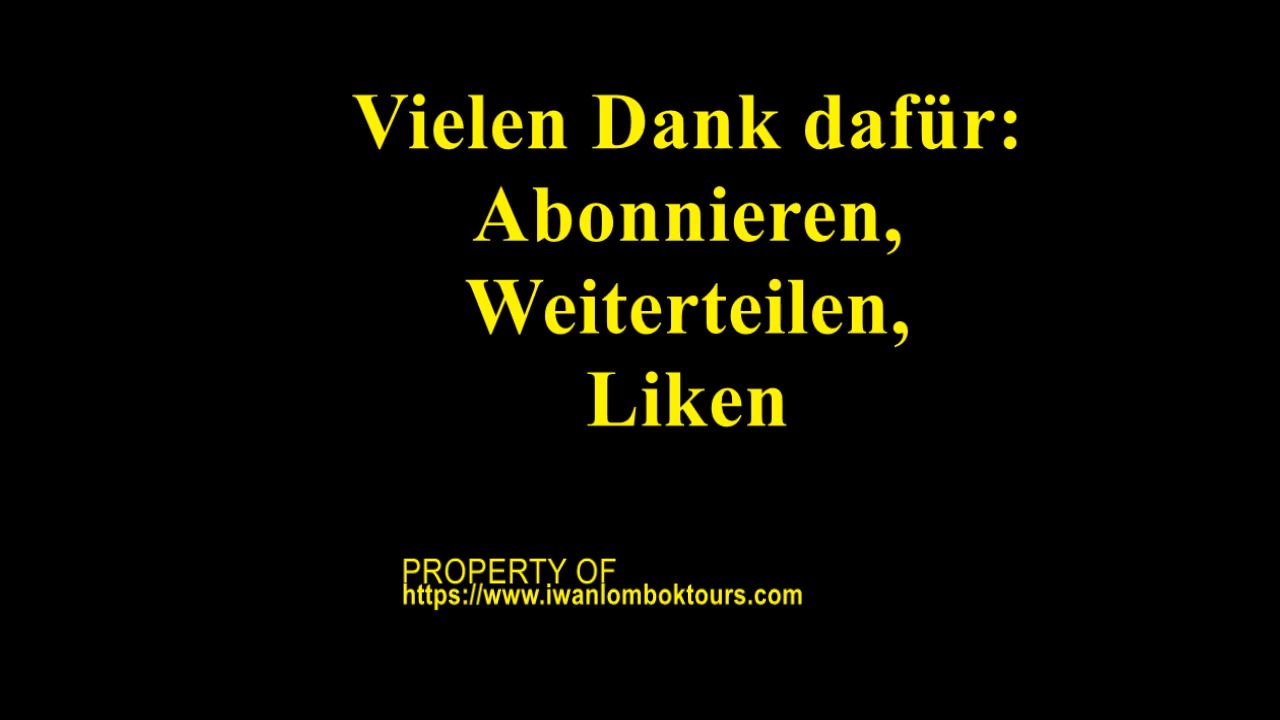 Vielen Dank dafür:
Abonnieren,
Weiterteilen,
Liken
PROPERTY OF
https://www.iwanlomboktours.com